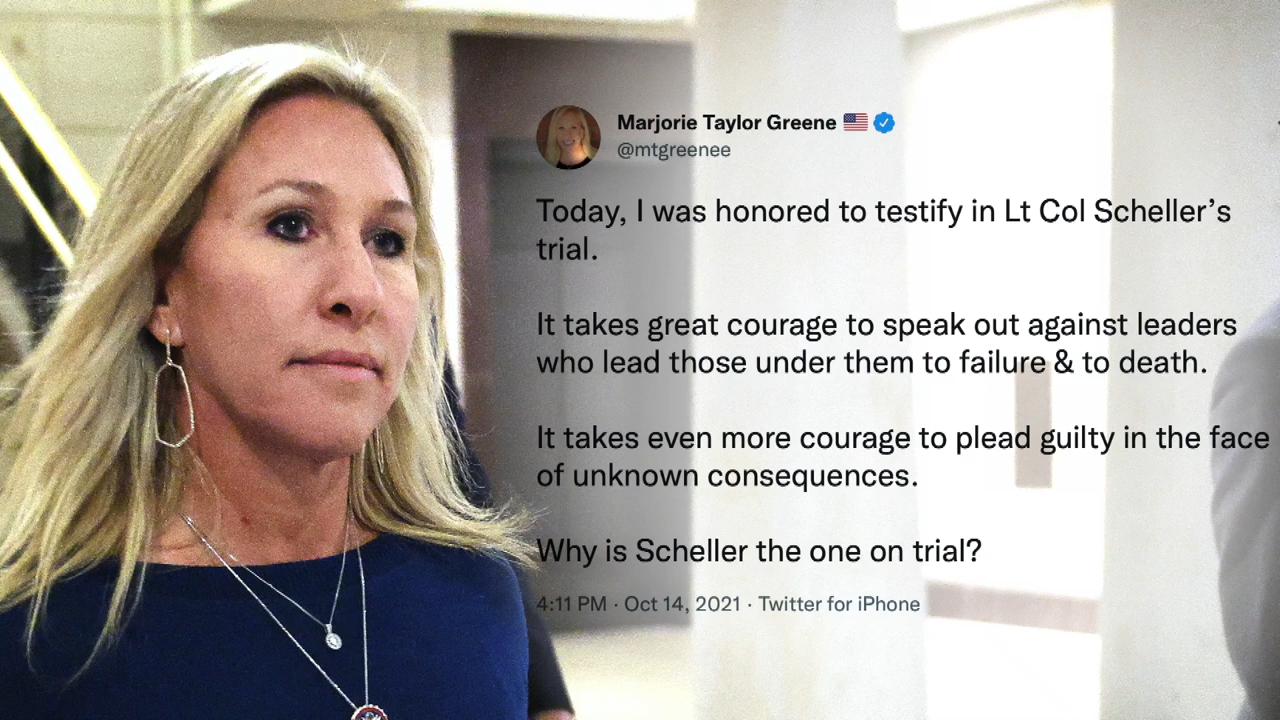 Marjorie Taylor Greene
@mtgreenee
Today, I was honored to testify in Lt Col Scheller’s
trial.
It takes great courage to speak out against leaders
who lead those under them to failure & to death.
It takes even more courage to plead guilty in the face
of unknown consequences.
Why is Scheller the one on trial?
4:11 PM · Oct 14, 2021 · Twitter for iPhone